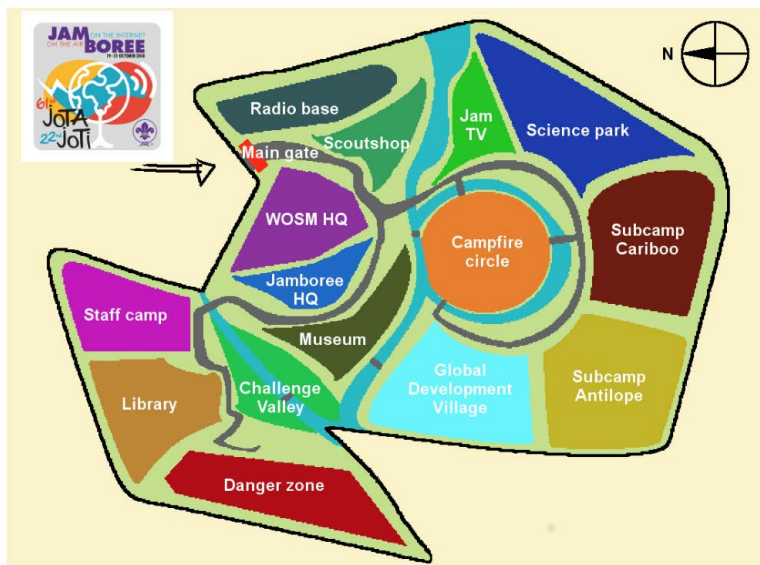 JAM ON THE INTERNET
ON THE AIR BOREE
19 - 21 OCTOBER 2018
61st
JOTA
22nd
JOTI
N
Radio base
Main gate
Scoutshop
Jam
TV
Science park
WOSM HQ
Campfire
circle
Subcamp
Cariboo
Jamboree
HQ
Staff camp
Museum
Library
Challenge
Valley
Global
Development
Village
Subcamp
Antilope
Danger zone